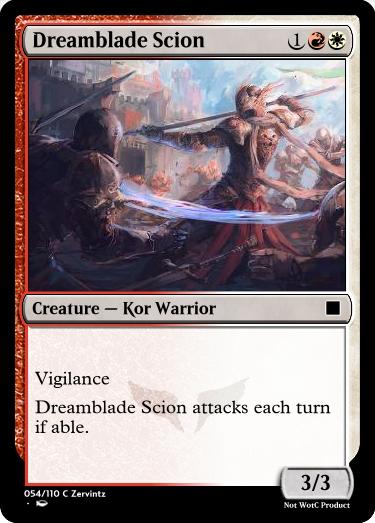 Dreamblade Scion 1
Creature — Kor Warrior
Vigilance
Dreamblade Scion attacks each turn
if able.
3/3
054/110 C Zervintz
Not WotC Product